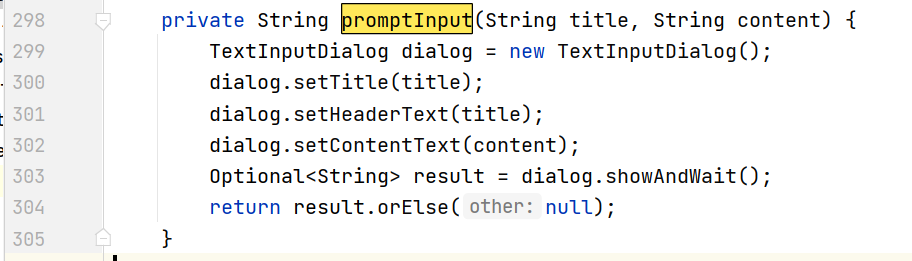 298 private String promptInput(String title, String content) {
299 TextInputDialog dialog = new TextInputDialog();
300 dialog.setTitle(title);
301 dialog.setHeaderText(title);
302 dialog.setContentText(content);
303 Optional<String> result = dialog.showAndWait();
304 return result.orElse( other: null);
305 }